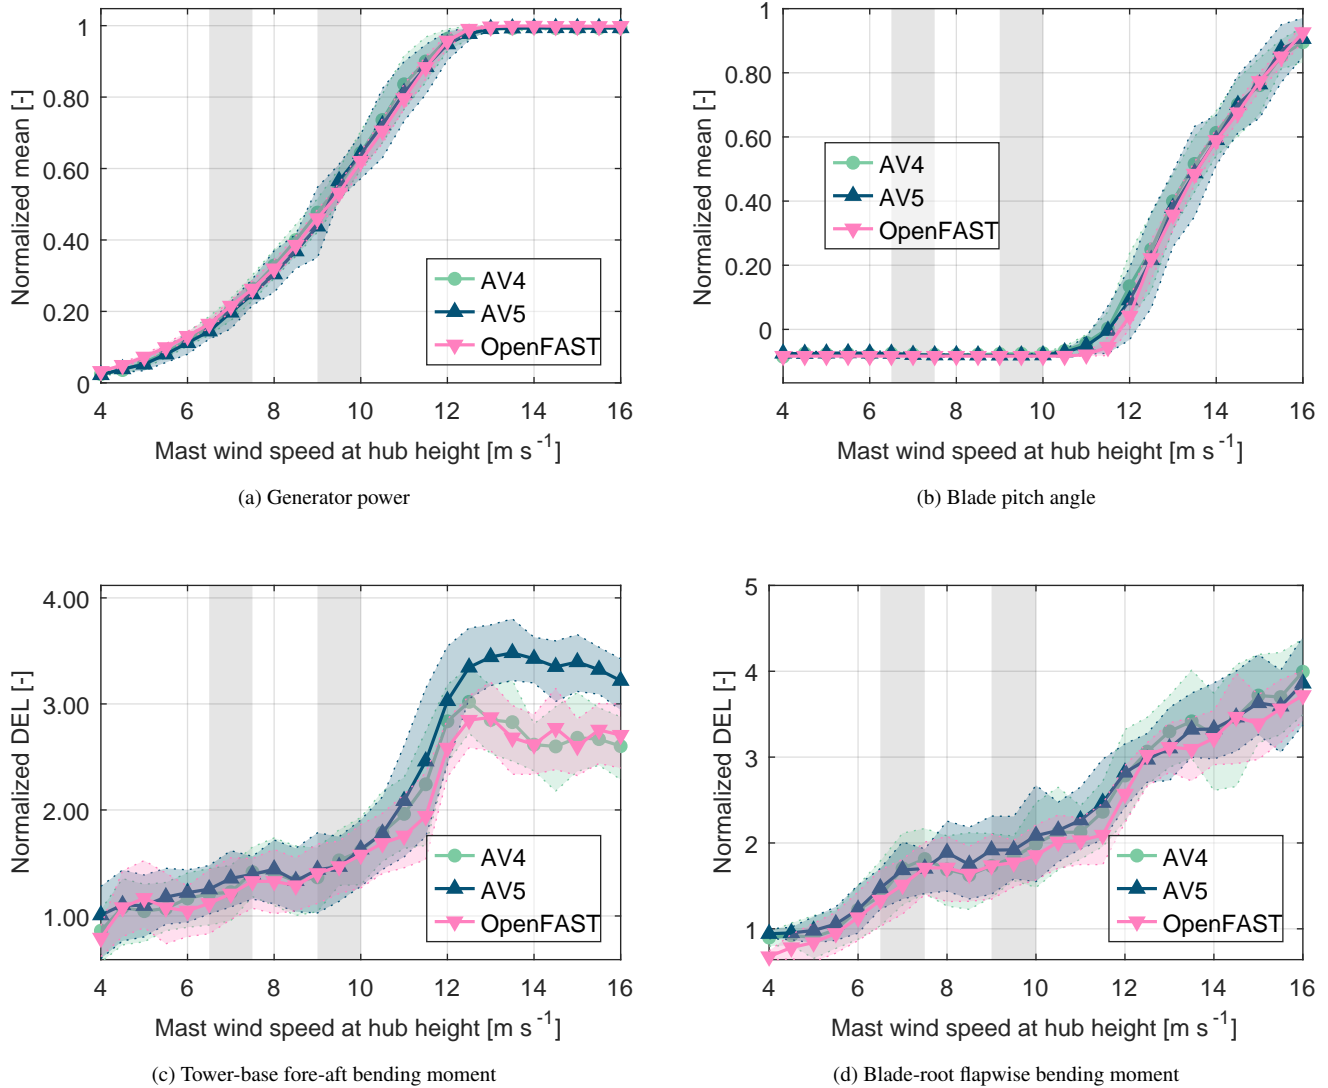 1
0.80
0.60
0.40
0.20
0
Normalized mean [-]
AV4
AV5
OpenFAST
4 6 8 10 12 14 16
Mast wind speed at hub height [m s⁻¹]
(a) Generator power
1
0.80
0.60
0.40
0.20
0
Normalized mean [-]
AV4
AV5
OpenFAST
4 6 8 10 12 14 16
Mast wind speed at hub height [m s⁻¹]
(b) Blade pitch angle
4.00
3.00
2.00
1.00
Normalized DEL [-]
AV4
AV5
OpenFAST
4 6 8 10 12 14 16
Mast wind speed at hub height [m s⁻¹]
(c) Tower-base fore-aft bending moment
5
4
3
2
1
Normalized DEL [-]
AV4
AV5
OpenFAST
4 6 8 10 12 14 16
Mast wind speed at hub height [m s⁻¹]
(d) Blade-root flapwise bending moment